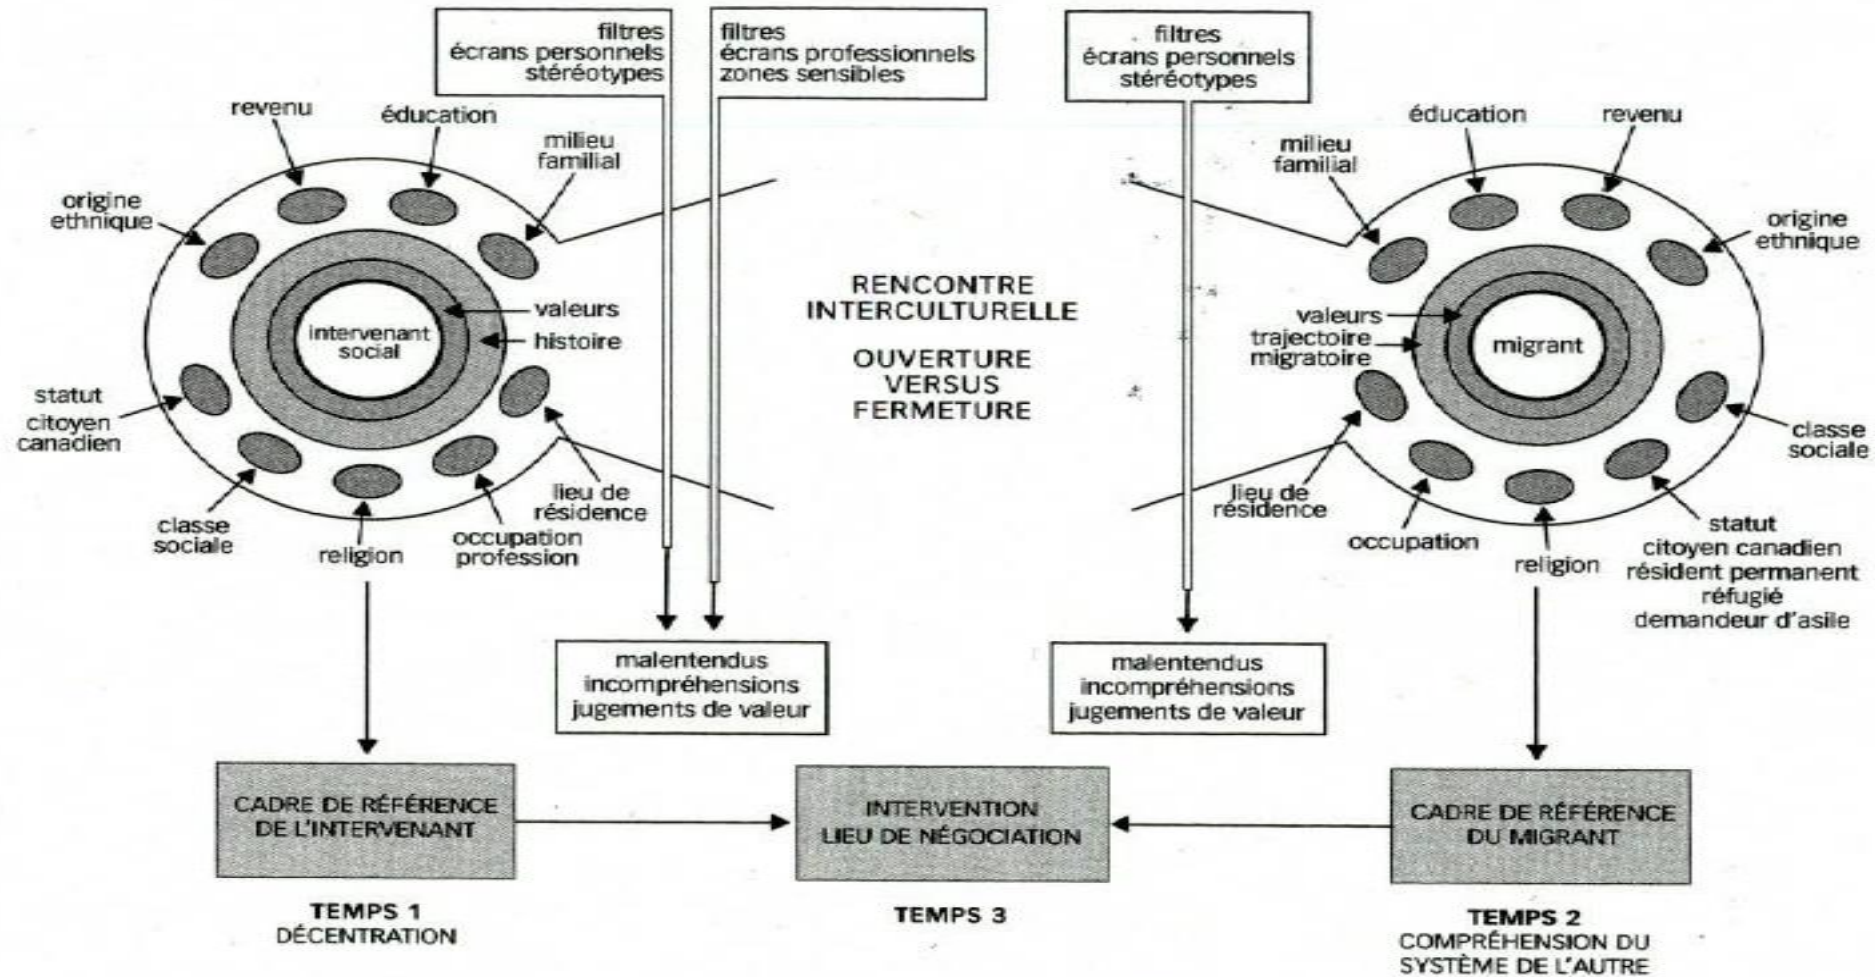 filtres
écrans personnels
stéréotypes
filtres
écrans professionnels
zones sensibles
filtres
écrans personnels
stéréotypes
revenu
éducation
milieu
familial
origine
ethnique
valeurs
histoire
intervenant
social
statut
citoyen
canadien
classe
sociale
religion
occupation
profession
lieu de
résidence
RENCONTRE
INTERCULTURELLE
OUVERTURE
VERSUS
FERMETURE
milieu
familial
éducation
revenu
origine
ethnique
valeurs
trajectoire
migratoire
migrant
classe
sociale
lieu de
résidence
occupation
religion
statut
citoyen canadien
résident permanent
réfugié
demandeur d'asile
malentendus
incompréhensions
jugements de valeur
malentendus
incompréhensions
jugements de valeur
CADRE DE RÉFÉRENCE
DE L'INTERVENANT
INTERVENTION
LIEU DE NÉGOCIATION
CADRE DE RÉFÉRENCE
DU MIGRANT
TEMPS 1
DÉCENTRATION
TEMPS 3
TEMPS 2
COMPRÉHENSION DU
SYSTÈME DE L'AUTRE